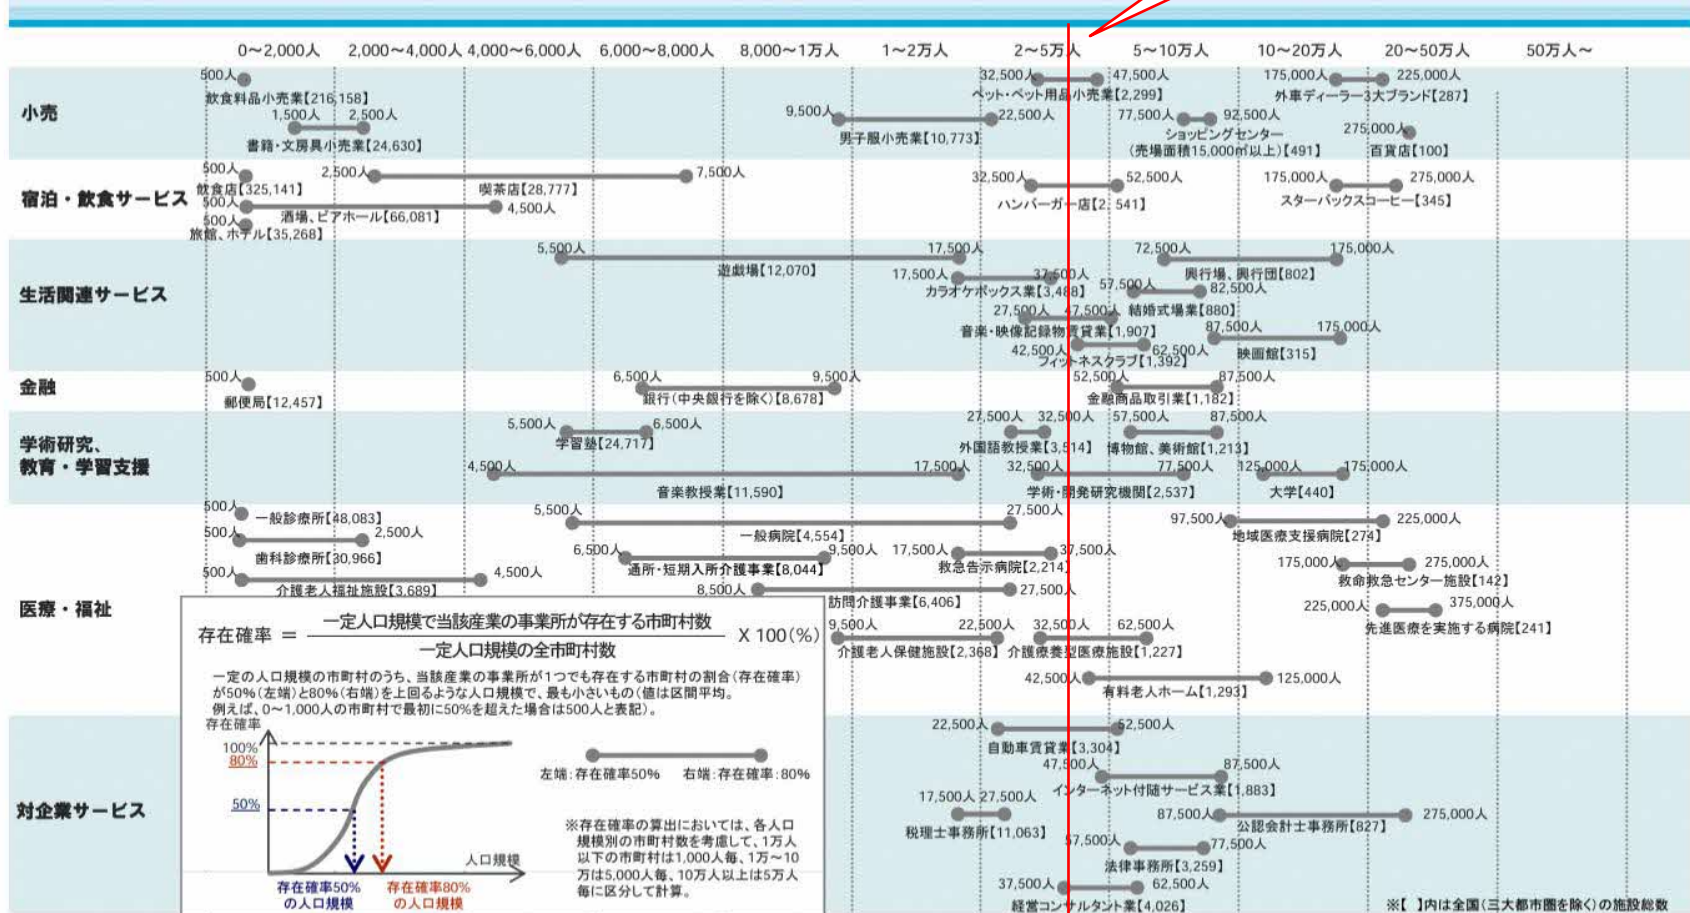 0～2,000人 2,000～4,000人 4,000～6,000人 6,000～8,000人 8,000～1万人 1～2万人 2～5万人 5～10万人 10～20万人 20～50万人 50万人～
小売
500人
飲食料品小売業【216,158】
1,500人 2,500人
書籍・文房具小売業【24,630】
9,500人 22,500人
男子服小売業【10,773】
32,500人 47,500人
ペット・ペット用品小売業【2,299】
77,500人 92,500人
ショッピングセンター
(売場面積15,000㎡以上)【491】
175,000人 225,000人
外車ディーラー3大ブランド【287】
275,000人
百貨店【100】
宿泊・飲食サービス
500人
飲食店【325,141】
2,500人 7,500人
喫茶店【28,777】
500人 4,500人
酒場、ビアホール【66,081】
500人
旅館、ホテル【35,268】
32,500人 52,500人
ハンバーガー店【2,541】
175,000人 275,000人
スターバックスコーヒー【345】
生活関連サービス
5,500人 17,500人
遊戯場【12,070】
17,500人 37,500人
カラオケボックス業【3,488】
27,500人 47,500人
音楽・映像記録物賃貸業【1,907】
42,500人 62,500人
フィットネスクラブ【1,392】
72,500人 175,000人
興行場、興行団【802】
57,500人 82,500人
結婚式場業【880】
87,500人 175,000人
映画館【315】
金融
500人
郵便局【12,457】
6,500人 9,500人
銀行(中央銀行を除く)【8,678】
52,500人 87,500人
金融商品取引業【1,182】
学術研究、
教育・学習支援
5,500人 6,500人
学習塾【24,717】
4,500人 17,500人
音楽教授業【11,590】
27,500人 32,500人
外国語教授業【3,514】
57,500人 87,500人
博物館、美術館【1,213】
32,500人 77,500人
学術・開発研究機関【2,537】
125,000人 175,000人
大学【440】
医療・福祉
500人
一般診療所【48,083】
500人 2,500人
歯科診療所【30,966】
500人 4,500人
介護老人福祉施設【3,689】
5,500人 27,500人
一般病院【4,554】
6,500人 9,500人
通所・短期入所介護事業【8,044】
17,500人 37,500人
救急告示病院【2,214】
8,500人 27,500人
訪問介護事業【6,406】
9,500人 22,500人
介護老人保健施設【2,368】
32,500人 62,500人
介護療養型医療施設【1,227】
42,500人 125,000人
有料老人ホーム【1,293】
97,500人 225,000人
地域医療支援病院【274】
175,000人 275,000人
救命救急センター施設【142】
225,000人 375,000人
先進医療を実施する病院【241】
対企業サービス
22,500人 52,500人
自動車賃貸業【3,304】
47,500人 87,500人
インターネット付随サービス業【1,883】
17,500人 27,500人
税理士事務所【11,063】
87,500人 275,000人
公認会計士事務所【827】
57,500人 77,500人
法律事務所【3,259】
37,500人 62,500人
経営コンサルタント業【4,026】
存在確率 = 一定人口規模で当該産業の事業所が存在する市町村数 X 100(%)
一定人口規模の全市町村数
一定の人口規模の市町村のうち、当該産業の事業所が1つでも存在する市町村の割合(存在確率)
が50%(左端)と80%(右端)を上回るような人口規模で、最も小さいもの(値は区間平均。
例えば、0～1,000人の市町村で最初に50%を超えた場合は500人と表記)。
存在確率
100%
80%
50%
人口規模
存在確率50%
の人口規模
存在確率80%
の人口規模
左端:存在確率50% 右端:存在確率:80%
※存在確率の算出においては、各人口
規模別の市町村数を考慮して、1万人
以下の市町村は1,000人毎、1万～10
万は5,000人毎、10万人以上は5万人
毎に区分して計算。
※【 】内は全国(三大都市圏を除く)の施設総数